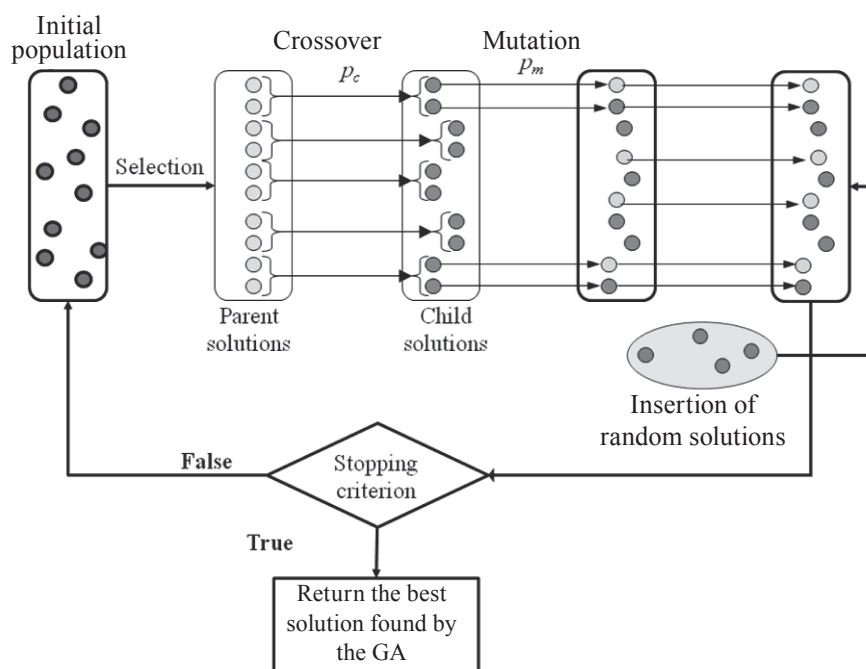 Initial
population
Crossover
p_c
Mutation
p_m
Selection
Parent
solutions
Child
solutions
Insertion of
random solutions
False
Stopping
criterion
True
Return the best
solution found by
the GA